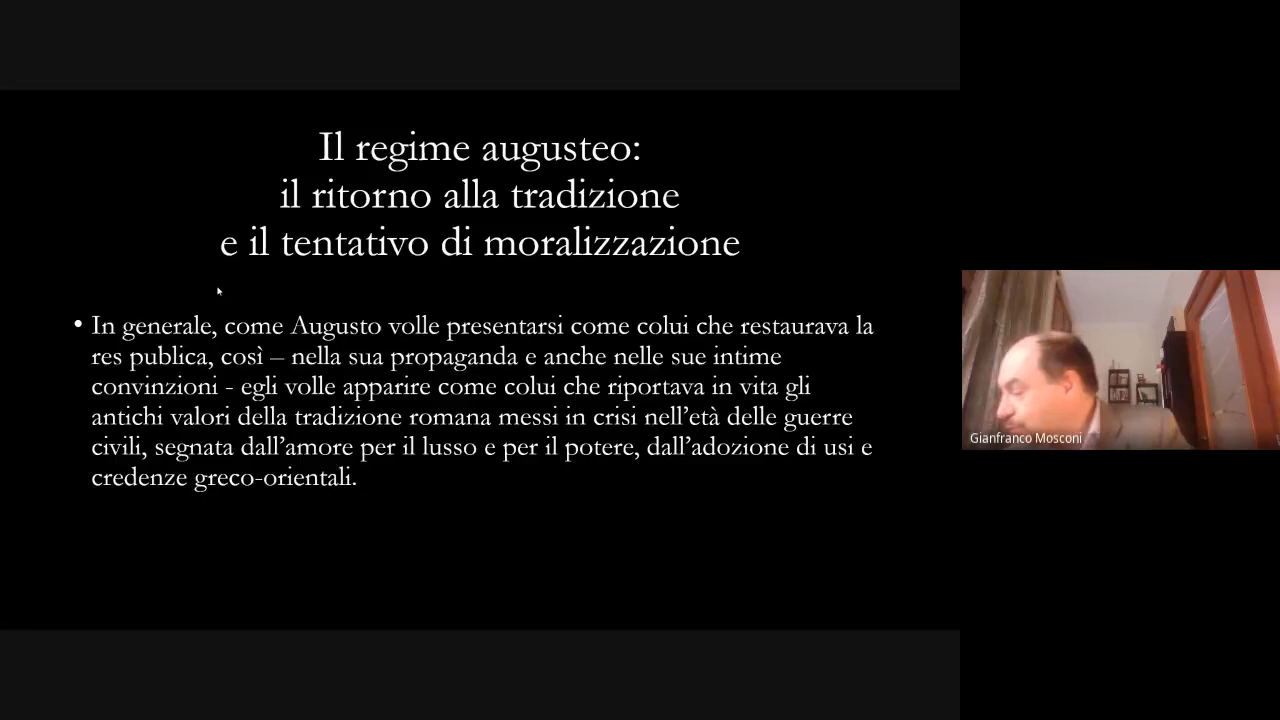 Il regime augusteo:
il ritorno alla tradizione
e il tentativo di moralizzazione
• In generale, come Augusto volle presentarsi come colui che restaurava la
res publica, così – nella sua propaganda e anche nelle sue intime
convinzioni - egli volle apparire come colui che riportava in vita gli
antichi valori della tradizione romana messi in crisi nell’età delle guerre
civili, segnata dall’amore per il lusso e per il potere, dall’adozione di usi e
credenze greco-orientali.
Gianfranco Mosconi